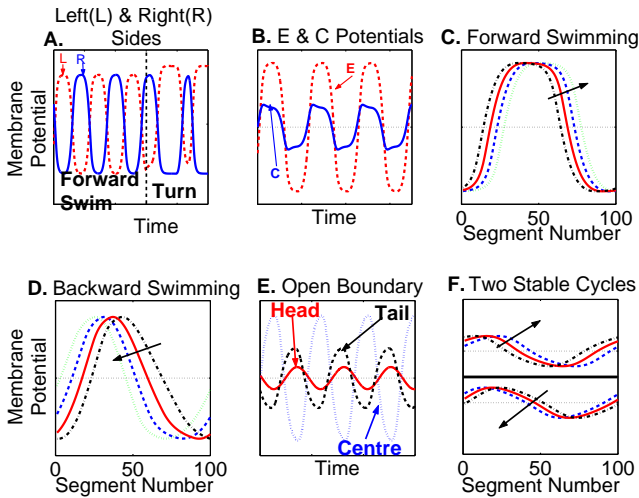 Left(L) & Right(R)
Sides
A.
L
R
Membrane
Potential
Forward
Swim
Turn
Time
B. E & C Potentials
E
C
Time
C. Forward Swimming
0
50
100
Segment Number
D. Backward Swimming
Membrane
Potential
0
50
100
Segment Number
E. Open Boundary
Head
Tail
Centre
Time
F. Two Stable Cycles
0
50
100
Segment Number